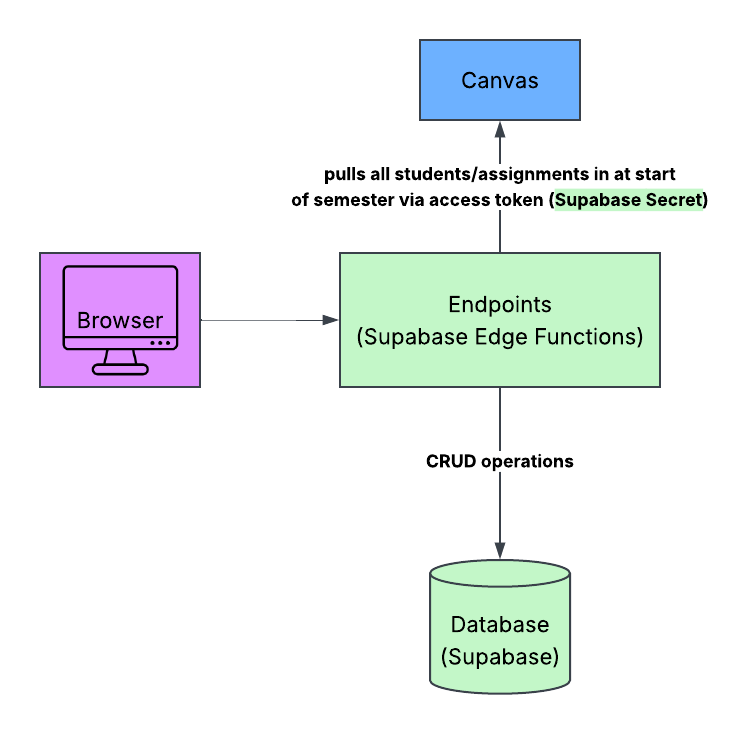 Canvas
pulls all students/assignments in at start
of semester via access token (Supabase Secret)
Browser
Endpoints
(Supabase Edge Functions)
CRUD operations
Database
(Supabase)